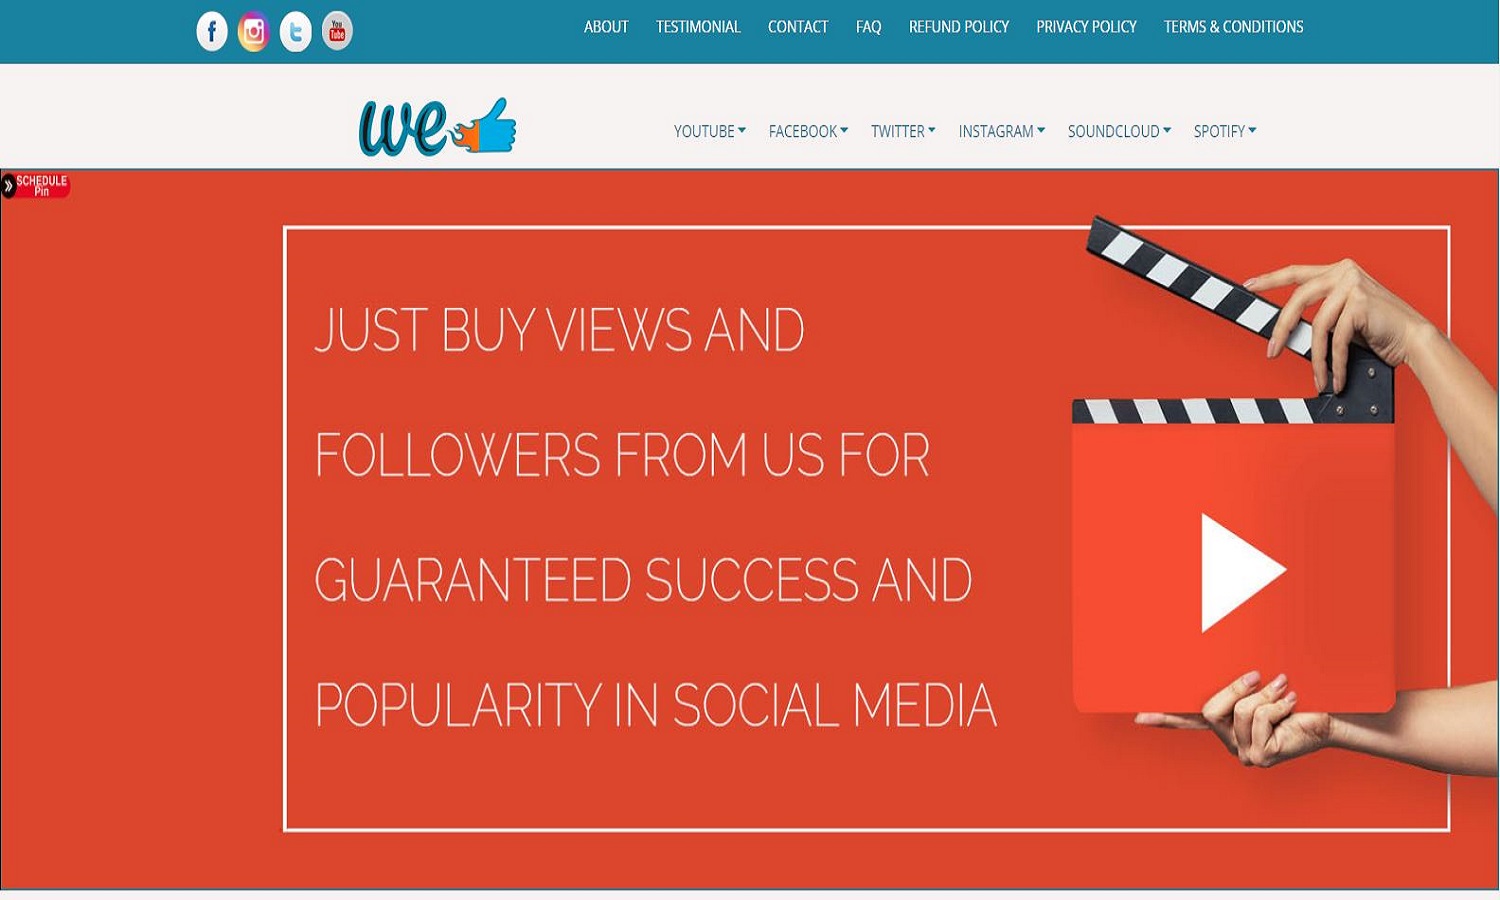 You
Tube
ABOUT TESTIMONIAL CONTACT FAQ REFUND POLICY PRIVACY POLICY TERMS & CONDITIONS
we
YOUTUBE FACEBOOK TWITTER INSTAGRAM SOUNDCLOUD SPOTIFY
SCHEDULE
Pin
JUST BUY VIEWS AND
FOLLOWERS FROM US FOR
GUARANTEED SUCCESS AND
POPULARITY IN SOCIAL MEDIA